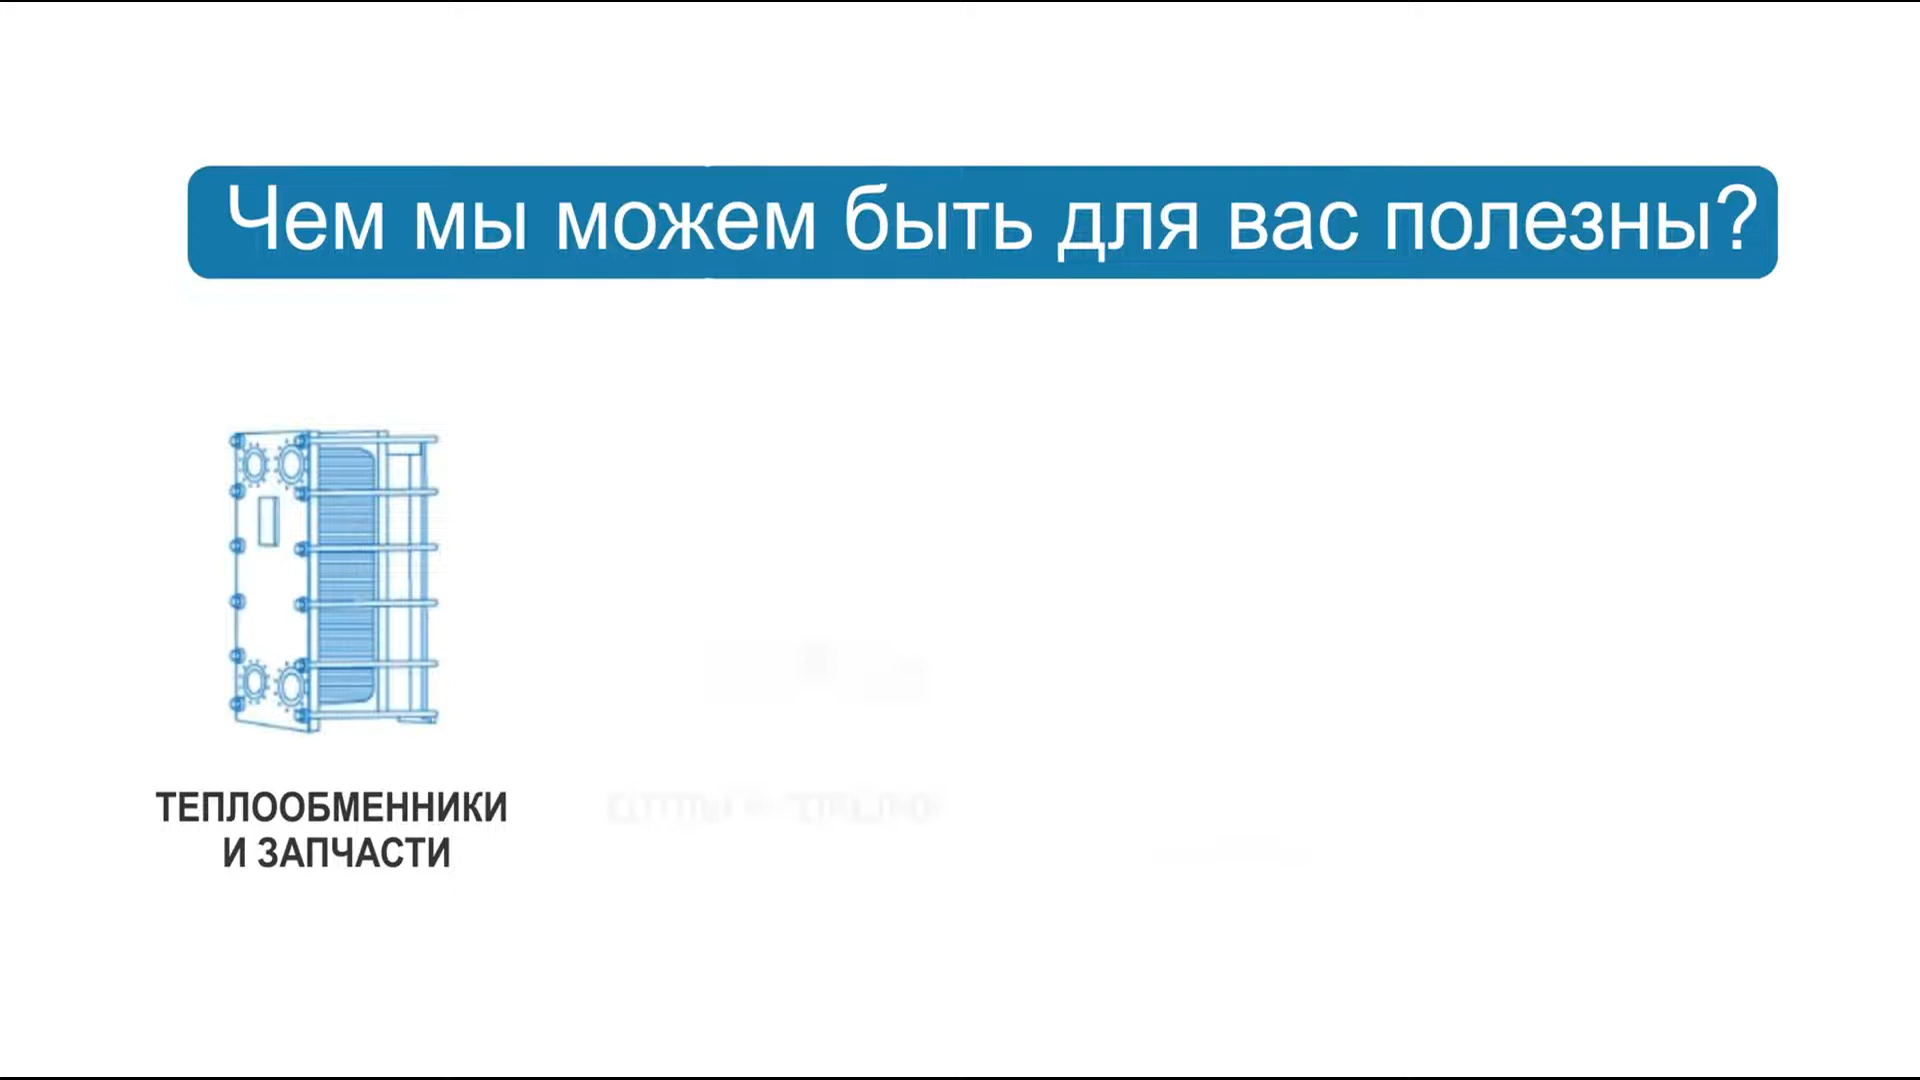 Чем мы можем быть для вас полезны?
ТЕПЛООБМЕННИКИ
И ЗАПЧАСТИ